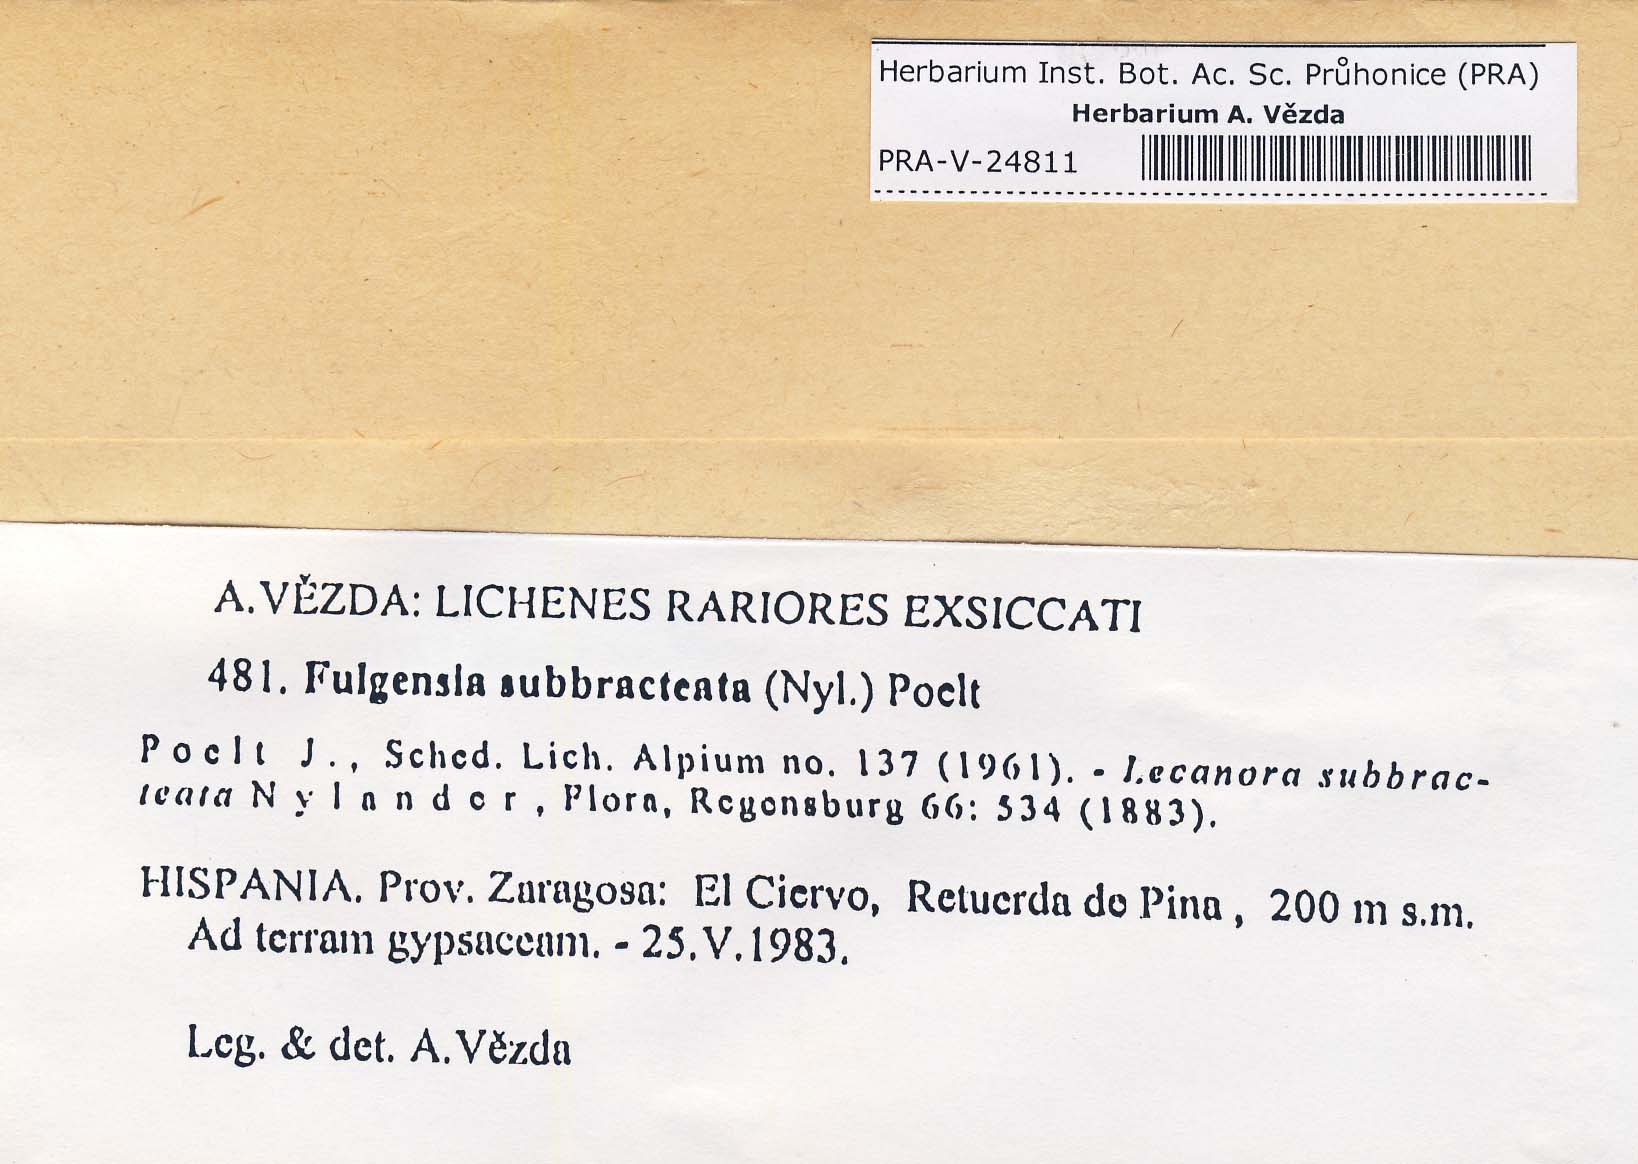 Herbarium Inst. Bot. Ac. Sc. Průhonice (PRA)
Herbarium A. Vězda
PRA-V-24811
A. VĚZDA: LICHENES RARIORES EXSICCATI
481. Fulgensia subbracteata (Nyl.) Poelt
Poelt J., Sched. Lich. Alpium no. 137 (1961). - Lecanora subbrac-
teata Nylander, Flora, Regensburg 66: 534 (1883).
HISPANIA. Prov. Zaragosa: El Ciervo, Retuerda de Pina, 200 m s.m.
Ad terram gypsaceam. - 25.V.1983.
Leg. & det. A. Vězda